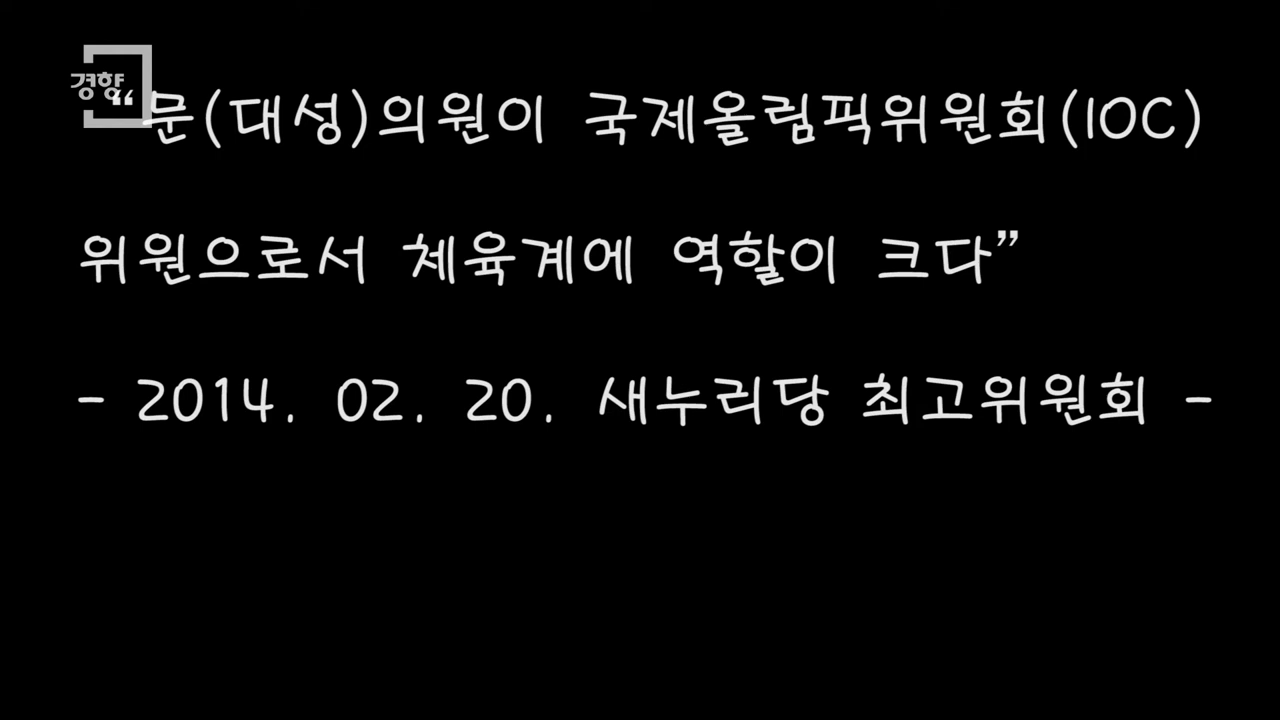 경향
“문(대성)의원이 국제올림픽위원회(IOC)
위원으로서 체육계에 역할이 크다”
- 2014. 02. 20. 새누리당 최고위원회 -